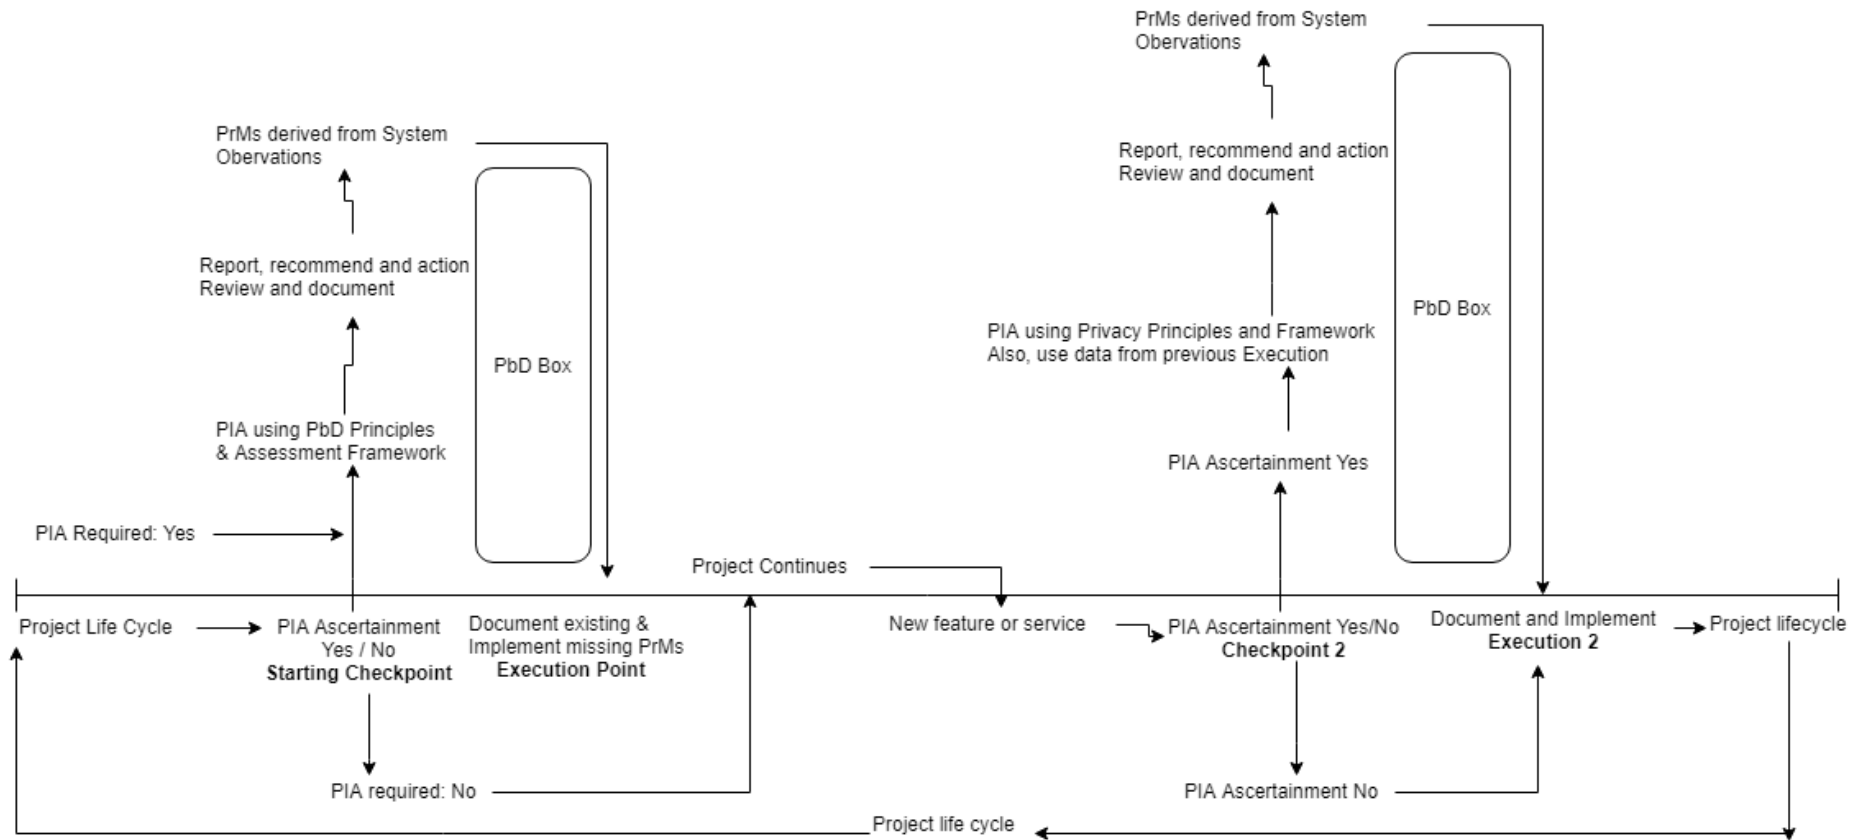 PrMs derived from System
Obervations
PrMs derived from System
Obervations
Report, recommend and action
Review and document
Report, recommend and action
Review and document
PbD Box
PbD Box
PIA using Privacy Principles and Framework
Also, use data from previous Execution
PIA using PbD Principles
& Assessment Framework
PIA Ascertainment Yes
PIA Required: Yes
Project Continues
Project Life Cycle
PIA Ascertainment
Yes / No
Starting Checkpoint
Document existing &
Implement missing PrMs
Execution Point
New feature or service
PIA Ascertainment Yes/No
Checkpoint 2
Document and Implement
Execution 2
Project lifecycle
PIA required: No
PIA Ascertainment No
Project life cycle